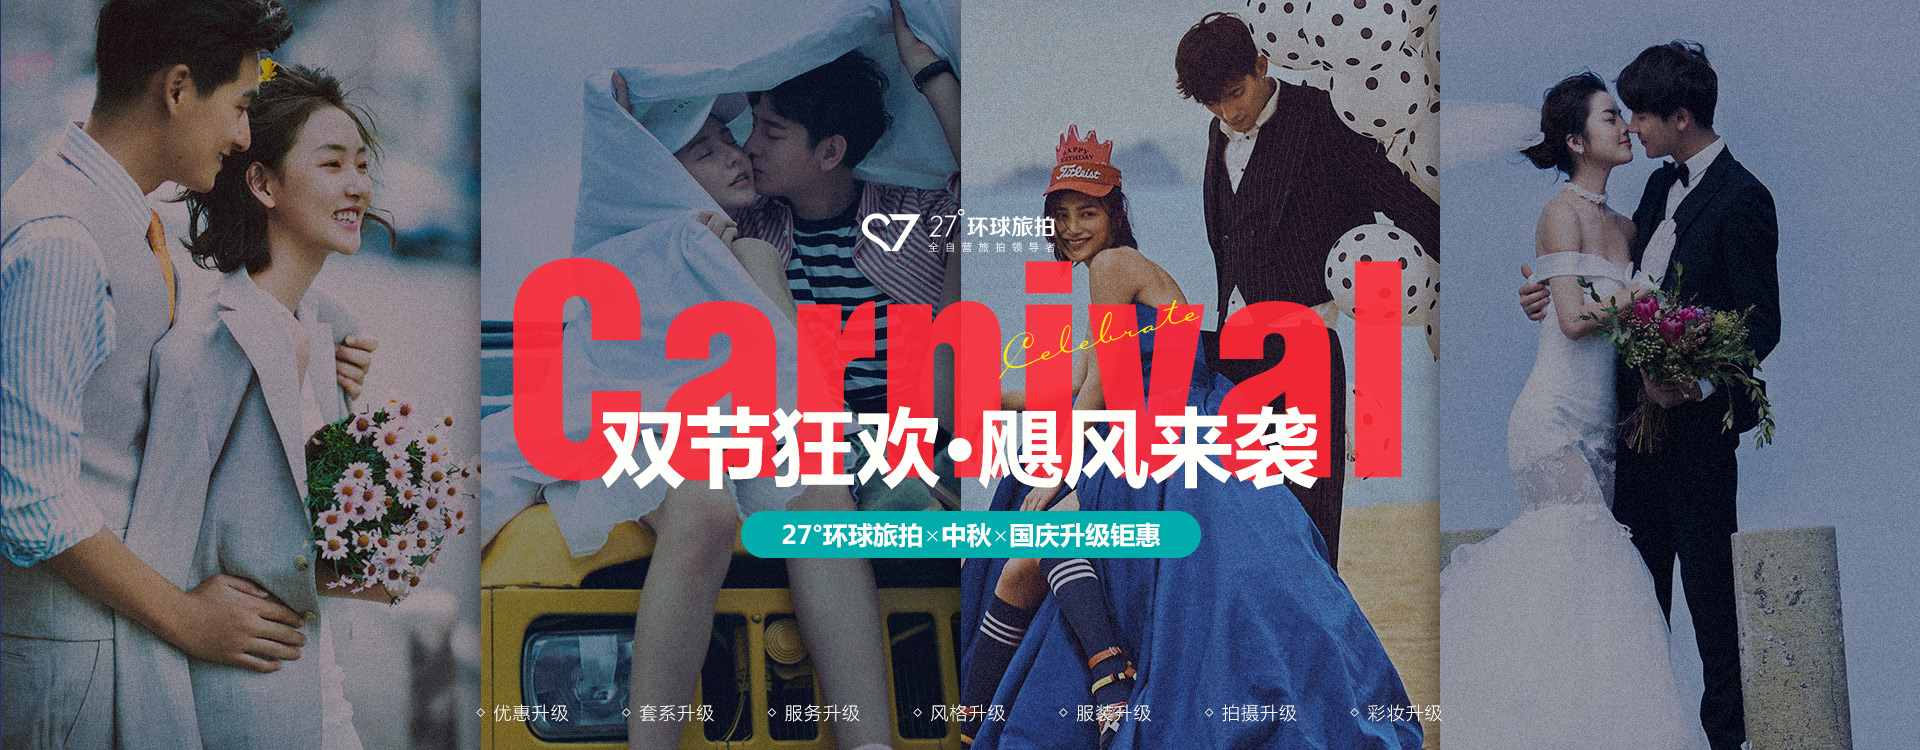 27°环球旅拍
全自营旅拍领导者
HAPPY
BIRTHDAY
Titleist
Carnival
Celebrate
双节狂欢·飓风来袭
27°环球旅拍×中秋×国庆升级钜惠
◇ 优惠升级 ◇ 套系升级 ◇ 服务升级 ◇ 风格升级 ◇ 服装升级 ◇ 拍摄升级 ◇ 彩妆升级